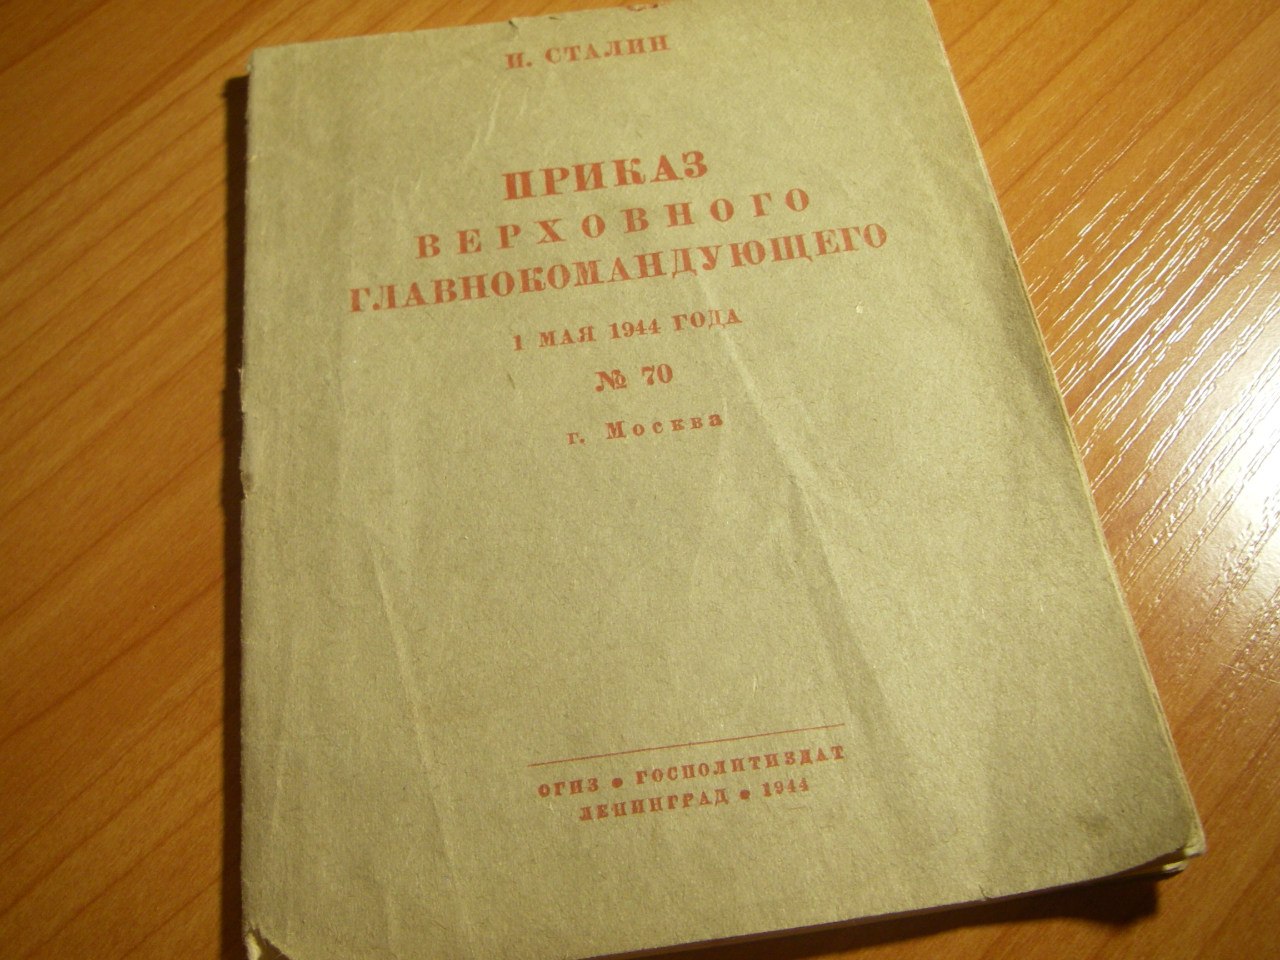 И. СТАЛИН
ПРИКАЗ
ВЕРХОВНОГО
ГЛАВНОКОМАНДУЮЩЕГО
1 МАЯ 1944 ГОДА
№ 70
г. Москва
ОГИЗ • ГОСПОЛИТИЗДАТ
ЛЕНИНГРАД • 1944